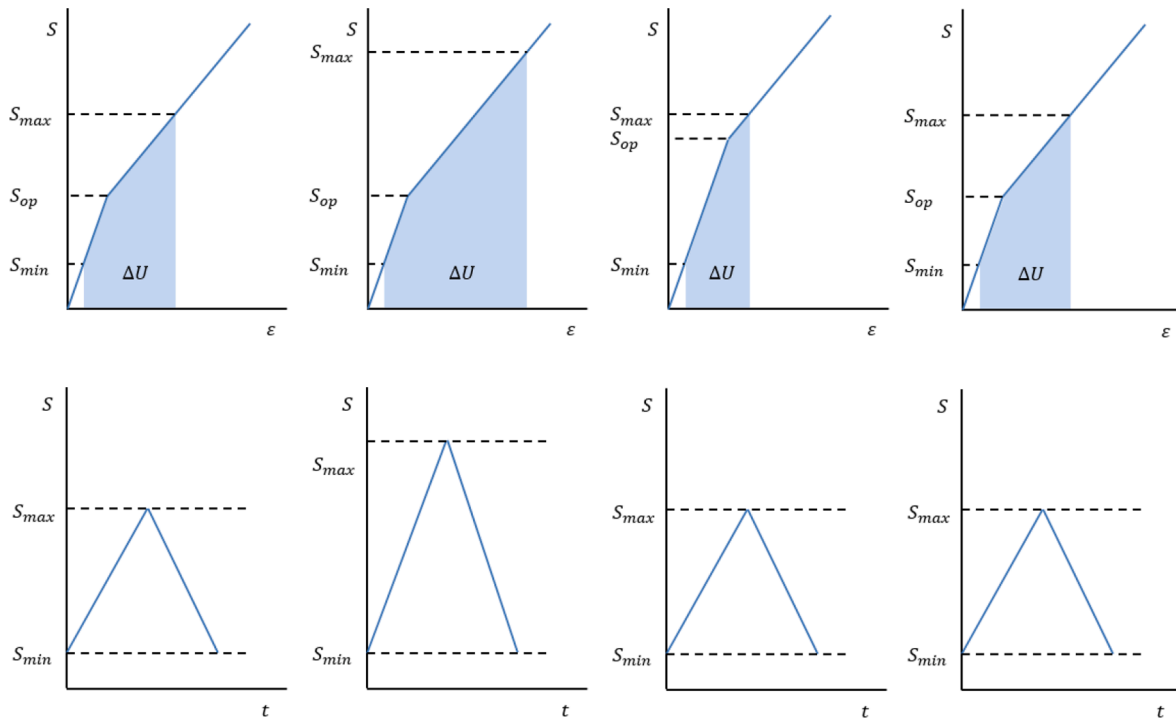 S
S_max
S_op
S_min
ΔU
ε
S
S_max
S_op
S_min
ΔU
ε
S
S_max
S_op
S_min
ΔU
ε
S
S_max
S_op
S_min
ΔU
ε
S
S_max
S_min
t
S
S_max
S_min
t
S
S_max
S_min
t
S
S_max
S_min
t